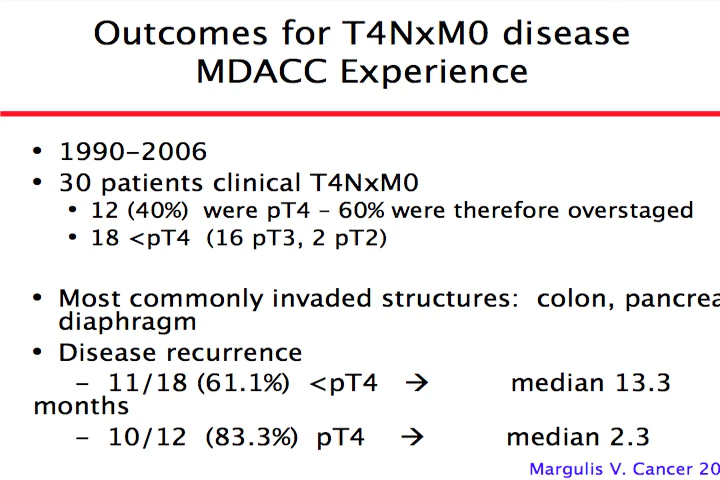 Outcomes for T4NxM0 disease
MDACC Experience
• 1990–2006
• 30 patients clinical T4NxM0
• 12 (40%) were pT4 – 60% were therefore overstaged
• 18 <pT4 (16 pT3, 2 pT2)
• Most commonly invaded structures: colon, pancrea
diaphragm
• Disease recurrence
– 11/18 (61.1%) <pT4 → median 13.3
months
– 10/12 (83.3%) pT4 → median 2.3
Margulis V. Cancer 20